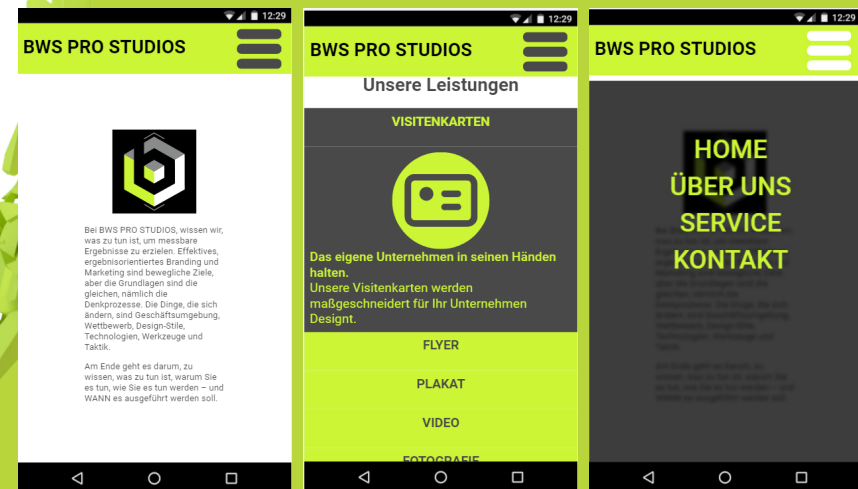 12:29
BWS PRO STUDIOS
Bei BWS PRO STUDIOS, wissen wir,
was zu tun ist, um messbare
Ergebnisse zu erzielen. Effektives,
ergebnisorientiertes Branding und
Marketing sind bewegliche Ziele,
aber die Grundlagen sind die
gleichen, nämlich die
Denkprozesse. Die Dinge, die sich
ändern, sind Geschäftsumgebung,
Wettbewerb, Design-Stile,
Technologien, Werkzeuge und
Taktik.
Am Ende geht es darum, zu
wissen, was zu tun ist, warum Sie
es tun, wie Sie es tun werden – und
WANN es ausgeführt werden soll.
12:29
BWS PRO STUDIOS
Unsere Leistungen
VISITENKARTEN
Das eigene Unternehmen in seinen Händen
halten.
Unsere Visitenkarten werden
maßgeschneidert für Ihr Unternehmen
Designt.
FLYER
PLAKAT
VIDEO
FOTOGRAFIE
12:29
BWS PRO STUDIOS
HOME
ÜBER UNS
SERVICE
KONTAKT